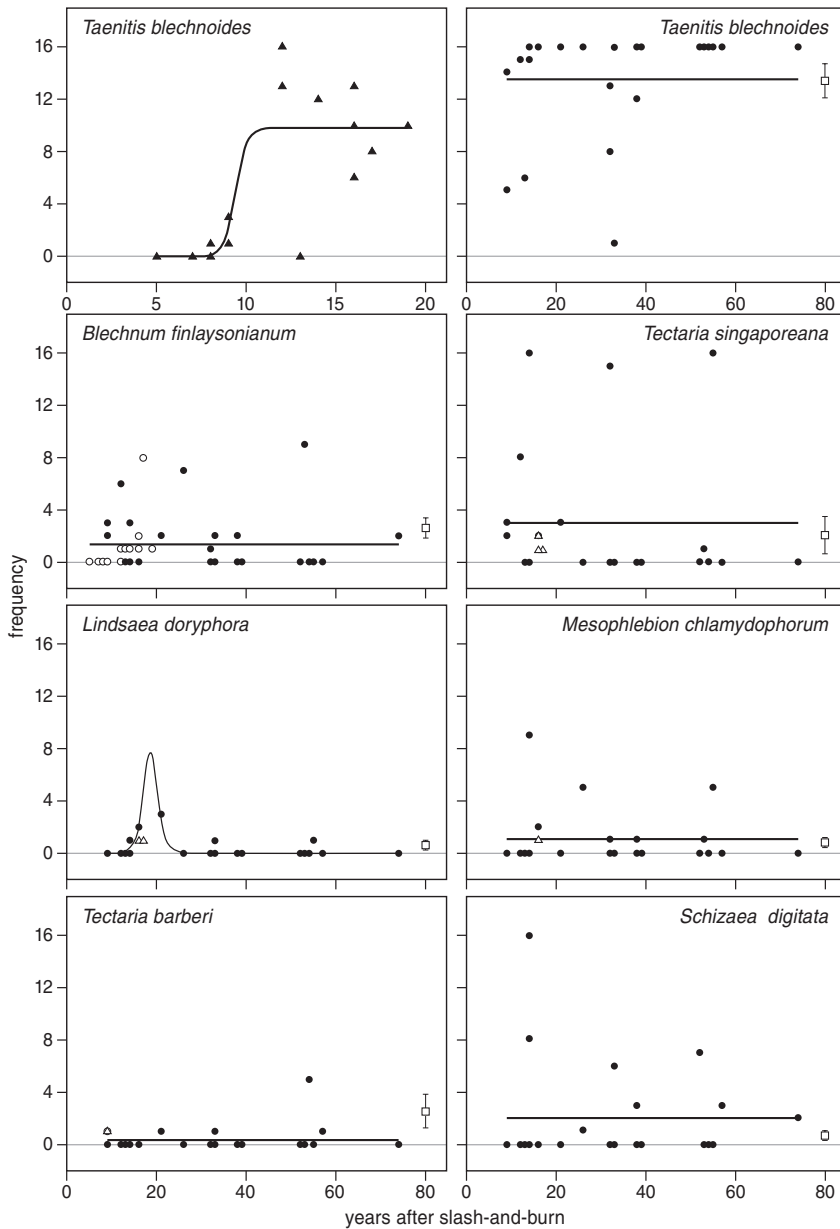 Taenitis blechnoides
Taenitis blechnoides
16
12
8
4
0
0 5 10 15 20
0 20 40 60 80
Blechnum finlaysonianum
Tectaria singaporeana
16
12
8
4
0
frequency
Lindsaea doryphora
Mesophlebion chlamydophorum
16
12
8
4
0
Tectaria barberi
Schizaea digitata
16
12
8
4
0
0 20 40 60 80
0 20 40 60 80
years after slash-and-burn